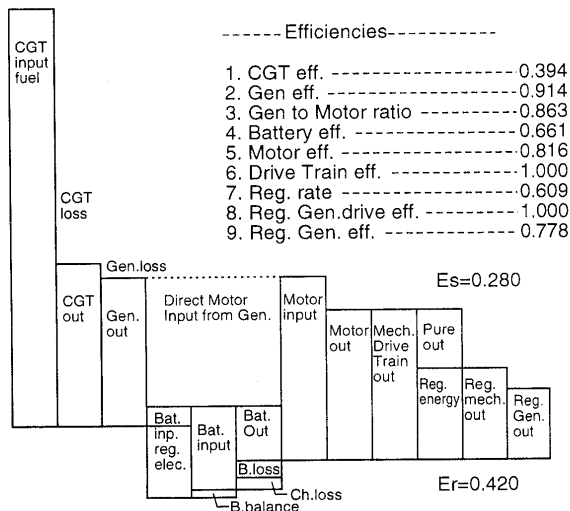 CGT
input
fuel
------ Efficiencies-----------
1. CGT eff. --------------------0.394
2. Gen eff. ---------------------0.914
3. Gen to Motor ratio --------0.863
4. Battery eff. -----------------0.661
5. Motor eff. -------------------0.816
6. Drive Train eff. ------------1.000
7. Reg. rate -------------------0.609
8. Reg. Gen.drive eff. -------1.000
9. Reg. Gen. eff. -------------0.778
CGT
loss
Gen.loss
Es=0.280
CGT
out
Gen.
out
Direct Motor
Input from Gen.
Motor
input
Motor
out
Mech.
Drive
Train
out
Pure
out
Reg.
energy
Reg.
mech.
out
Reg.
Gen.
out
Bat.
inp.
reg.
elec.
Bat.
input
Bat.
Out
B.loss
Ch.loss
B.balance
Er=0.420